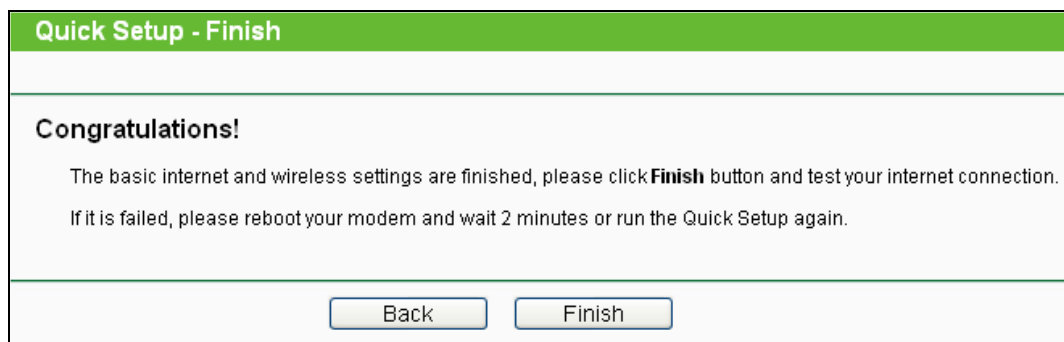 Quick Setup - Finish
Congratulations!
The basic internet and wireless settings are finished, please click Finish button and test your internet connection.
If it is failed, please reboot your modem and wait 2 minutes or run the Quick Setup again.
Back Finish